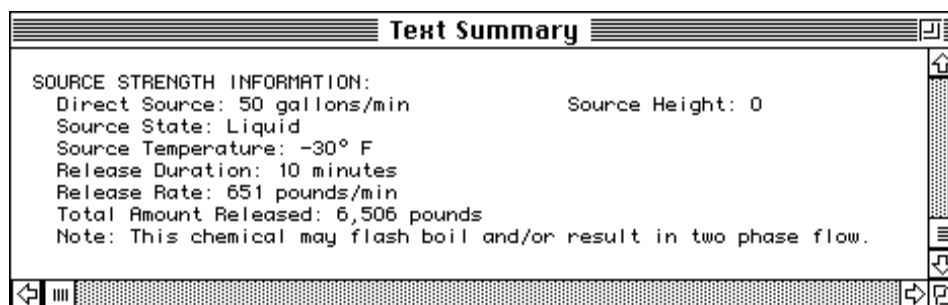 Text Summary
SOURCE STRENGTH INFORMATION:
Direct Source: 50 gallons/min Source Height: 0
Source State: Liquid
Source Temperature: -30° F
Release Duration: 10 minutes
Release Rate: 651 pounds/min
Total Amount Released: 6,506 pounds
Note: This chemical may flash boil and/or result in two phase flow.